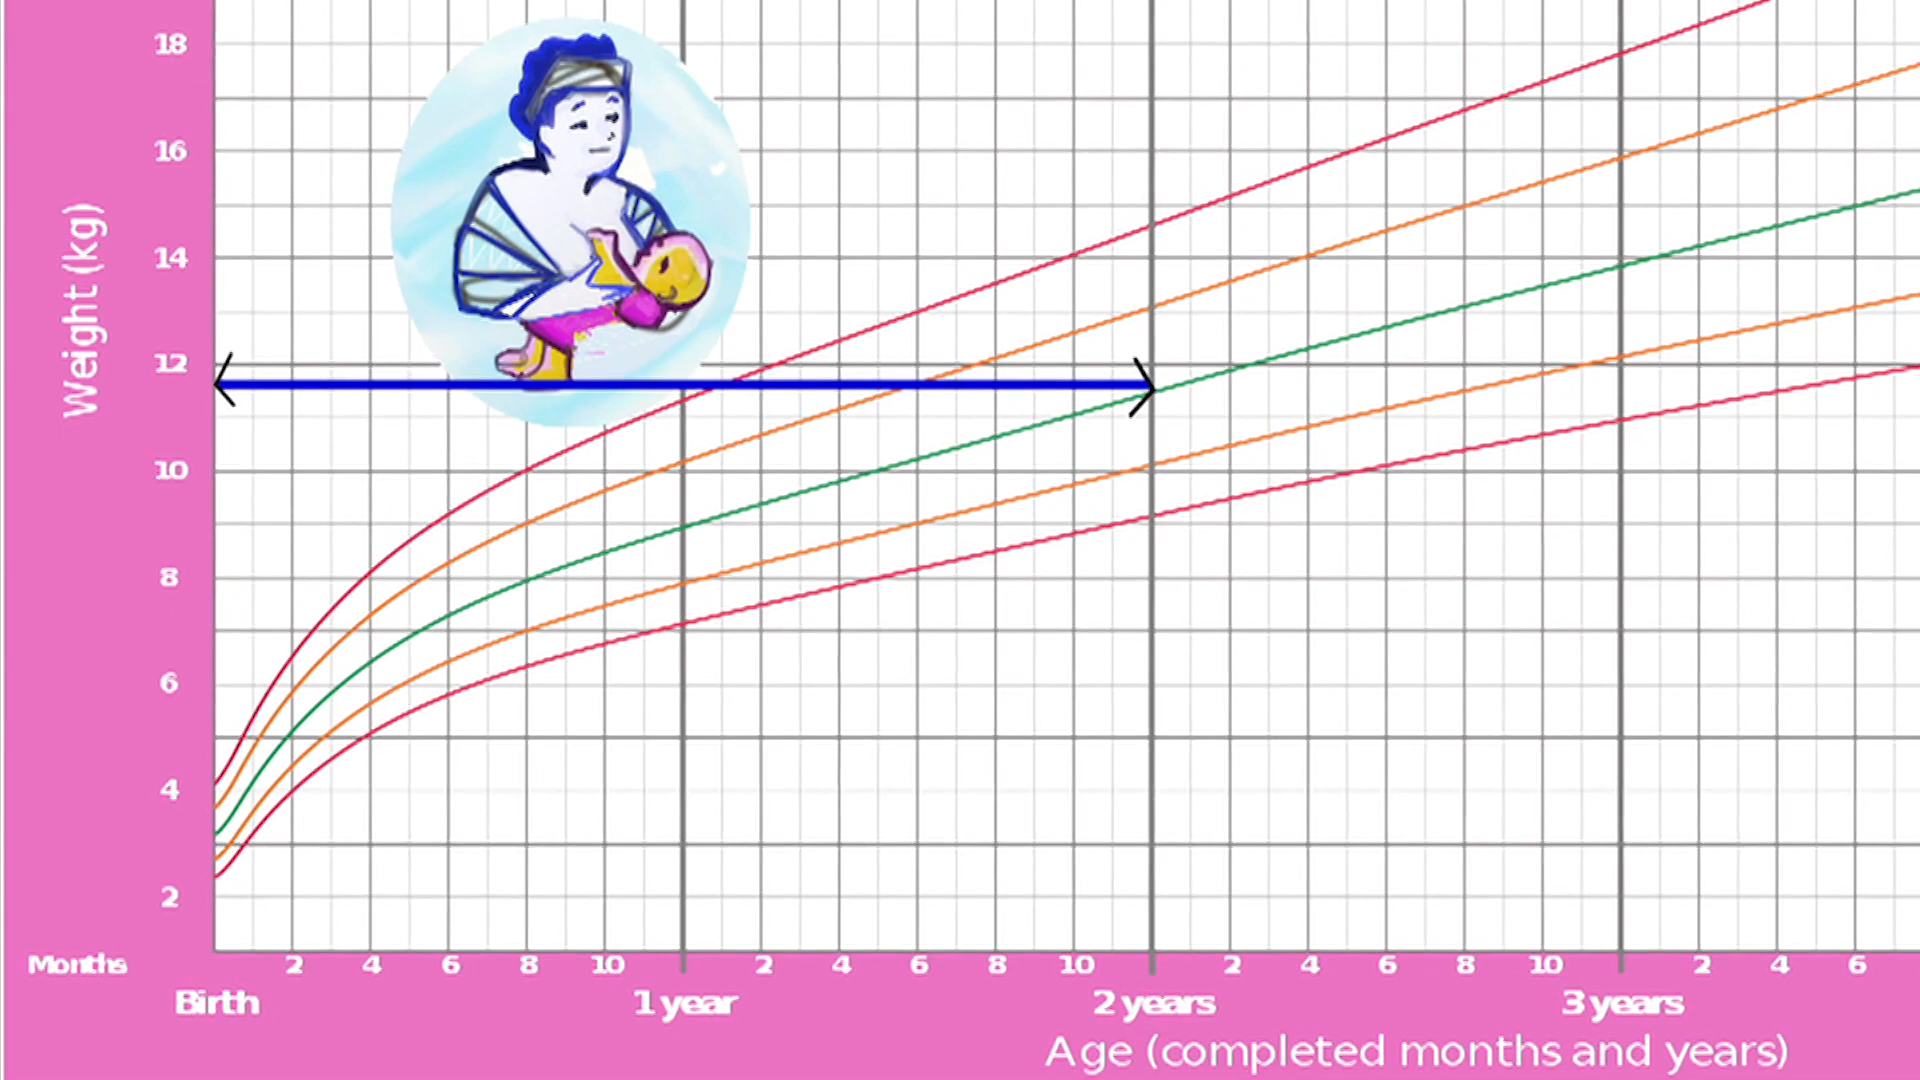 18
16
14
12
10
8
6
4
2
Weight (kg)
Months 2 4 6 8 10 2 4 6 8 10 2 4 6 8 10 2 4 6
Birth 1 year 2 years 3 years
Age (completed months and years)